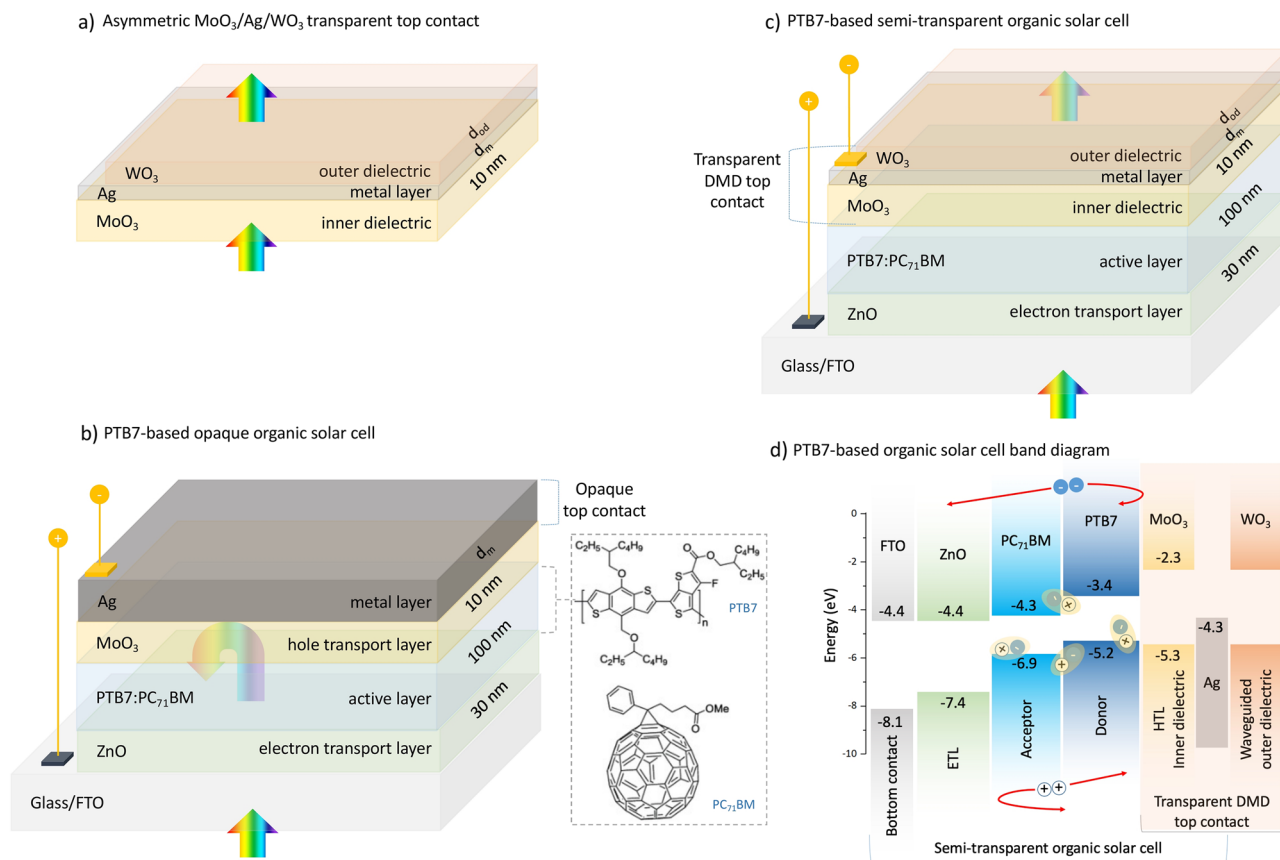 a) Asymmetric MoO₃/Ag/WO₃ transparent top contact
WO₃
outer dielectric
d_od
Ag
metal layer
d_m
MoO₃
inner dielectric
10 nm
b) PTB7-based opaque organic solar cell
-
+
Opaque
top contact
Ag
metal layer
d_m
MoO₃
hole transport layer
10 nm
PTB7:PC₇₁BM
active layer
100 nm
ZnO
electron transport layer
30 nm
Glass/FTO
C₂H₅
C₄H₉
O
O
O
C₄H₉
C₂H₅
S
S
F
S
S
n
PTB7
O
C₂H₅
C₄H₉
O
OMe
PC₇₁BM
c) PTB7-based semi-transparent organic solar cell
-
+
Transparent
DMD top
contact
WO₃
outer dielectric
d_od
Ag
metal layer
d_m
MoO₃
inner dielectric
10 nm
PTB7:PC₇₁BM
active layer
100 nm
ZnO
electron transport layer
30 nm
Glass/FTO
d) PTB7-based organic solar cell band diagram
Energy (eV)
0
-2
-4
-6
-8
-10
FTO
-4.4
-8.1
Bottom contact
ZnO
-4.4
-7.4
ETL
PC₇₁BM
-4.3
-6.9
Acceptor
PTB7
-3.4
-5.2
Donor
MoO₃
-2.3
-5.3
HTL
Inner dielectric
-4.3
Ag
WO₃
Waveguided
outer dielectric
- -
- +
+ -
+ -
- +
+ +
Transparent DMD
top contact
Semi-transparent organic solar cell